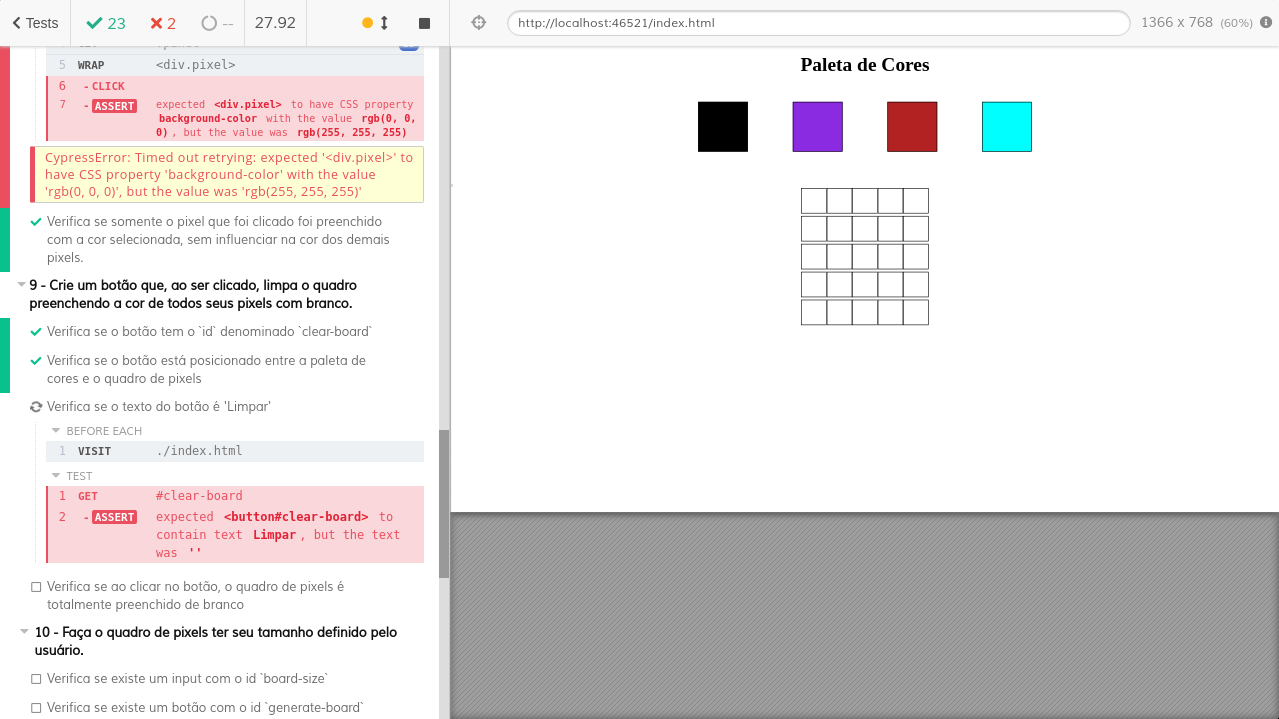 Tests
23
2
--
27.92
http://localhost:46521/index.html
1366 x 768 (60%)
5 WRAP <div.pixel>
6 - CLICK
7 - ASSERT expected <div.pixel> to have CSS property
background-color with the value rgb(0, 0,
0) , but the value was rgb(255, 255, 255)
CypressError: Timed out retrying: expected '<div.pixel>' to
have CSS property 'background-color' with the value
'rgb(0, 0, 0)', but the value was 'rgb(255, 255, 255)'
Verifica se somente o pixel que foi clicado foi preenchido
com a cor selecionada, sem influenciar na cor dos demais
pixels.
9 - Crie um botão que, ao ser clicado, limpa o quadro
preenchendo a cor de todos seus pixels com branco.
Verifica se o botão tem o `id` denominado `clear-board`
Verifica se o botão está posicionado entre a paleta de
cores e o quadro de pixels
Verifica se o texto do botão é 'Limpar'
BEFORE EACH
1 VISIT ./index.html
TEST
1 GET #clear-board
2 - ASSERT expected <button#clear-board> to
contain text Limpar , but the text
was ''
Verifica se ao clicar no botão, o quadro de pixels é
totalmente preenchido de branco
10 - Faça o quadro de pixels ter seu tamanho definido pelo
usuário.
Verifica se existe um input com o id `board-size`
Verifica se existe um botão com o id `generate-board`
Paleta de Cores